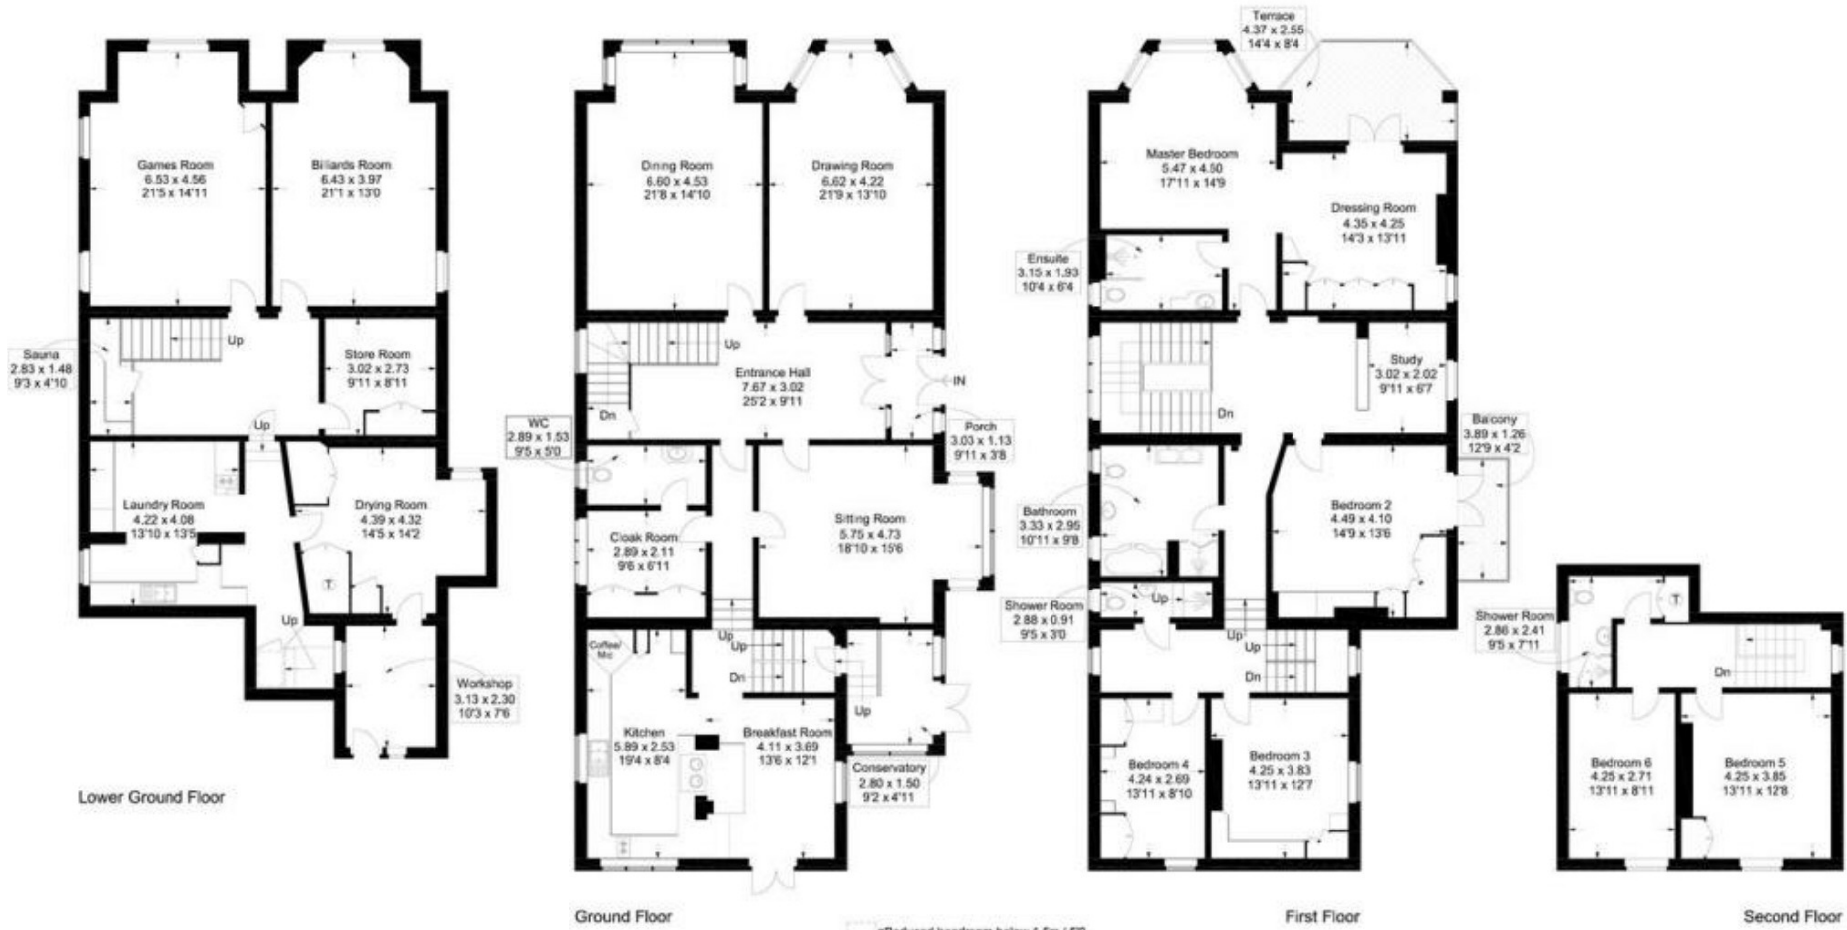 Games Room
6.53 x 4.56
21'5 x 14'11
Billiards Room
6.43 x 3.97
21'1 x 13'0
Up
Sauna
2.83 x 1.48
9'3 x 4'10
Store Room
3.02 x 2.73
9'11 x 8'11
Up
Laundry Room
4.22 x 4.08
13'10 x 13'5
Drying Room
4.39 x 4.32
14'5 x 14'2
T
Up
Workshop
3.13 x 2.30
10'3 x 7'6
Lower Ground Floor
Dining Room
6.60 x 4.53
21'8 x 14'10
Drawing Room
6.62 x 4.22
21'9 x 13'10
Up
Entrance Hall
7.67 x 3.02
25'2 x 9'11
IN
Dn
WC
2.89 x 1.53
9'5 x 5'0
Porch
3.03 x 1.13
9'11 x 3'8
Cloak Room
2.89 x 2.11
9'6 x 6'11
Sitting Room
5.75 x 4.73
18'10 x 15'6
Coffee/
Mic
Up
Up
Dn
Up
Kitchen
5.89 x 2.53
19'4 x 8'4
Breakfast Room
4.11 x 3.69
13'6 x 12'1
Conservatory
2.80 x 1.50
9'2 x 4'11
Ground Floor
Terrace
4.37 x 2.55
14'4 x 8'4
Master Bedroom
5.47 x 4.50
17'11 x 14'9
Dressing Room
4.35 x 4.25
14'3 x 13'11
Ensuite
3.15 x 1.93
10'4 x 6'4
Study
3.02 x 2.02
9'11 x 6'7
Dn
Balcony
3.89 x 1.26
12'9 x 4'2
Bathroom
3.33 x 2.95
10'11 x 9'8
Bedroom 2
4.49 x 4.10
14'9 x 13'6
Shower Room
2.88 x 0.91
9'5 x 3'0
Up
Up
Dn
Bedroom 4
4.24 x 2.69
13'11 x 8'10
Bedroom 3
4.25 x 3.83
13'11 x 12'7
First Floor
Shower Room
2.86 x 2.41
9'5 x 7'11
T
Dn
Bedroom 6
4.25 x 2.71
13'11 x 8'11
Bedroom 5
4.25 x 3.85
13'11 x 12'8
Second Floor